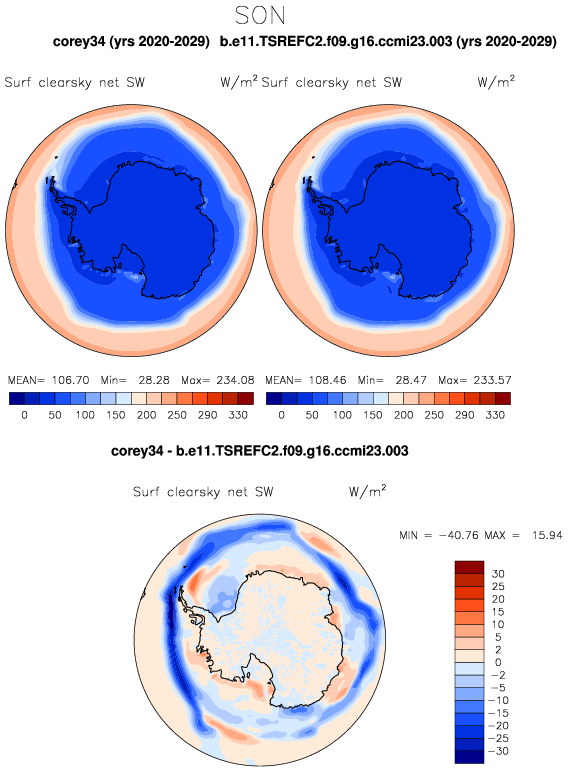 SON
corey34 (yrs 2020-2029) b.e11.TSREFC2.f09.g16.ccmi23.003 (yrs 2020-2029)
Surf clearsky net SW W/m² Surf clearsky net SW W/m²
MEAN= 106.70 Min= 28.28 Max= 234.08 MEAN= 108.46 Min= 28.47 Max= 233.57
0 50 100 150 200 250 290 330 0 50 100 150 200 250 290 330
corey34 - b.e11.TSREFC2.f09.g16.ccmi23.003
Surf clearsky net SW W/m²
MIN = -40.76 MAX = 15.94
30
25
20
15
10
5
2
0
-2
-5
-10
-15
-20
-25
-30